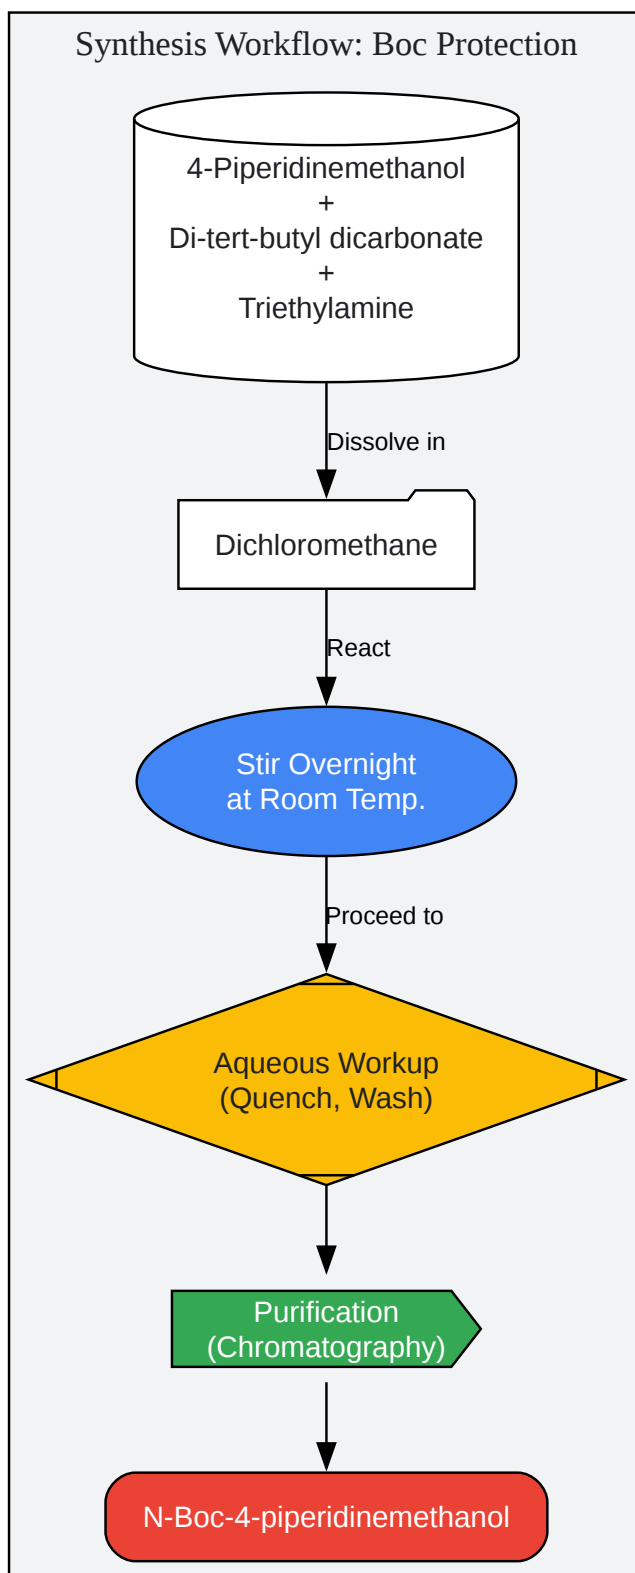 Synthesis Workflow: Boc Protection
4-Piperidinemethanol
+
Di-tert-butyl dicarbonate
+
Triethylamine
Dissolve in
Dichloromethane
React
Stir Overnight
at Room Temp.
Proceed to
Aqueous Workup
(Quench, Wash)
Purification
(Chromatography)
N-Boc-4-piperidinemethanol